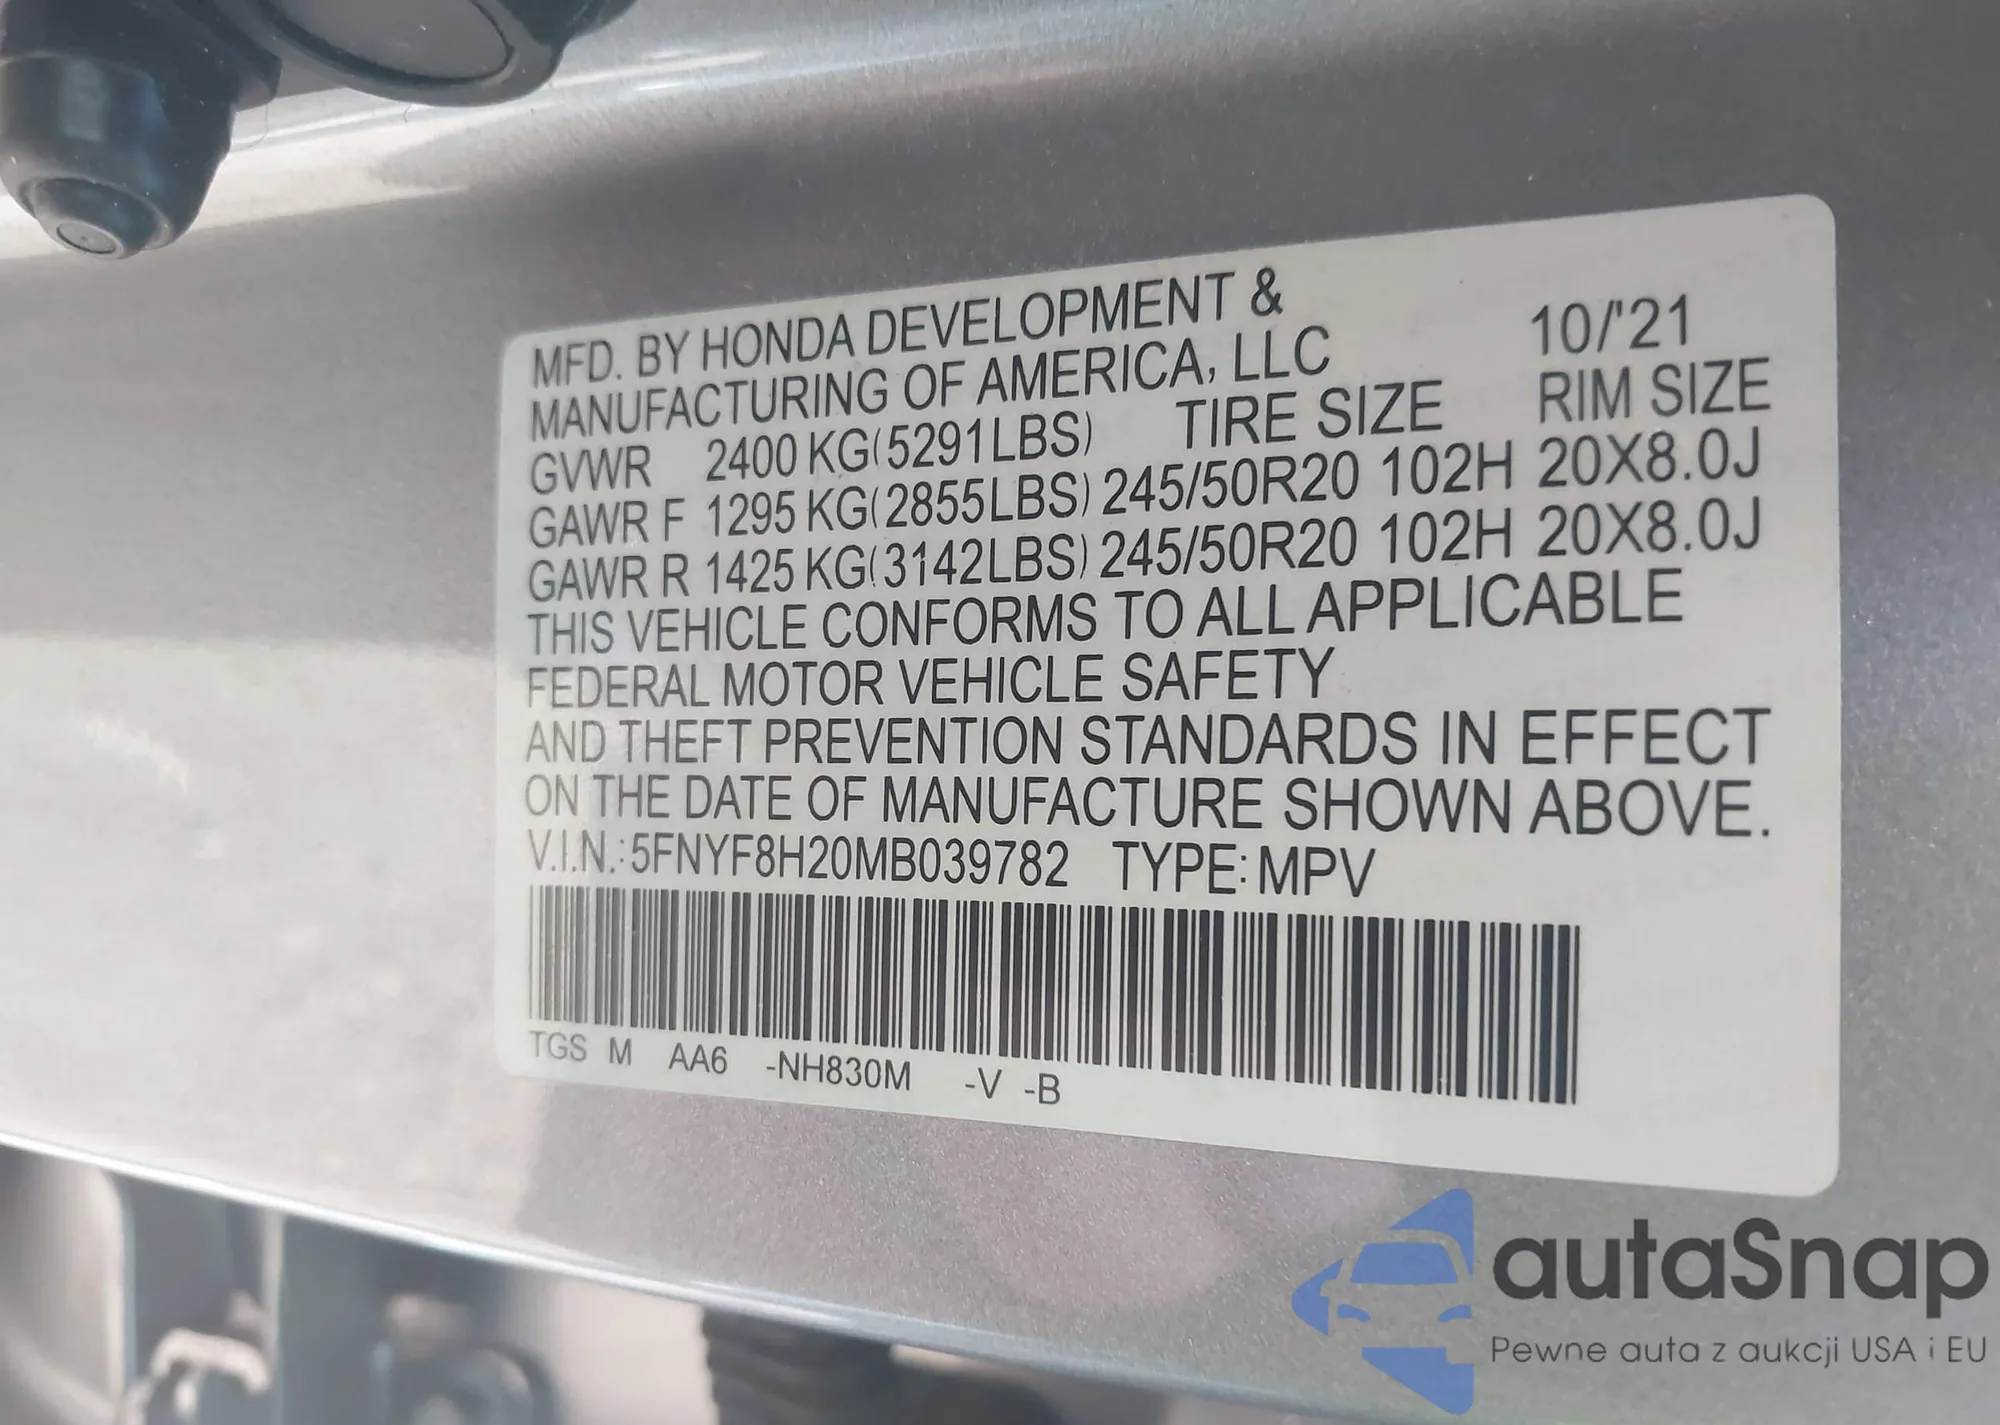 MFD. BY HONDA DEVELOPMENT &
MANUFACTURING OF AMERICA, LLC 10/'21
GVWR 2400 KG(5291LBS) TIRE SIZE RIM SIZE
GAWR F 1295 KG(2855LBS) 245/50R20 102H 20X8.0J
GAWR R 1425 KG(3142LBS) 245/50R20 102H 20X8.0J
THIS VEHICLE CONFORMS TO ALL APPLICABLE
FEDERAL MOTOR VEHICLE SAFETY
AND THEFT PREVENTION STANDARDS IN EFFECT
ON THE DATE OF MANUFACTURE SHOWN ABOVE.
V.I.N.:5FNYF8H20MB039782 TYPE: MPV
TGS M AA6 -NH830M -V -B
autaSnap
Pewne auta z aukcji USA i EU